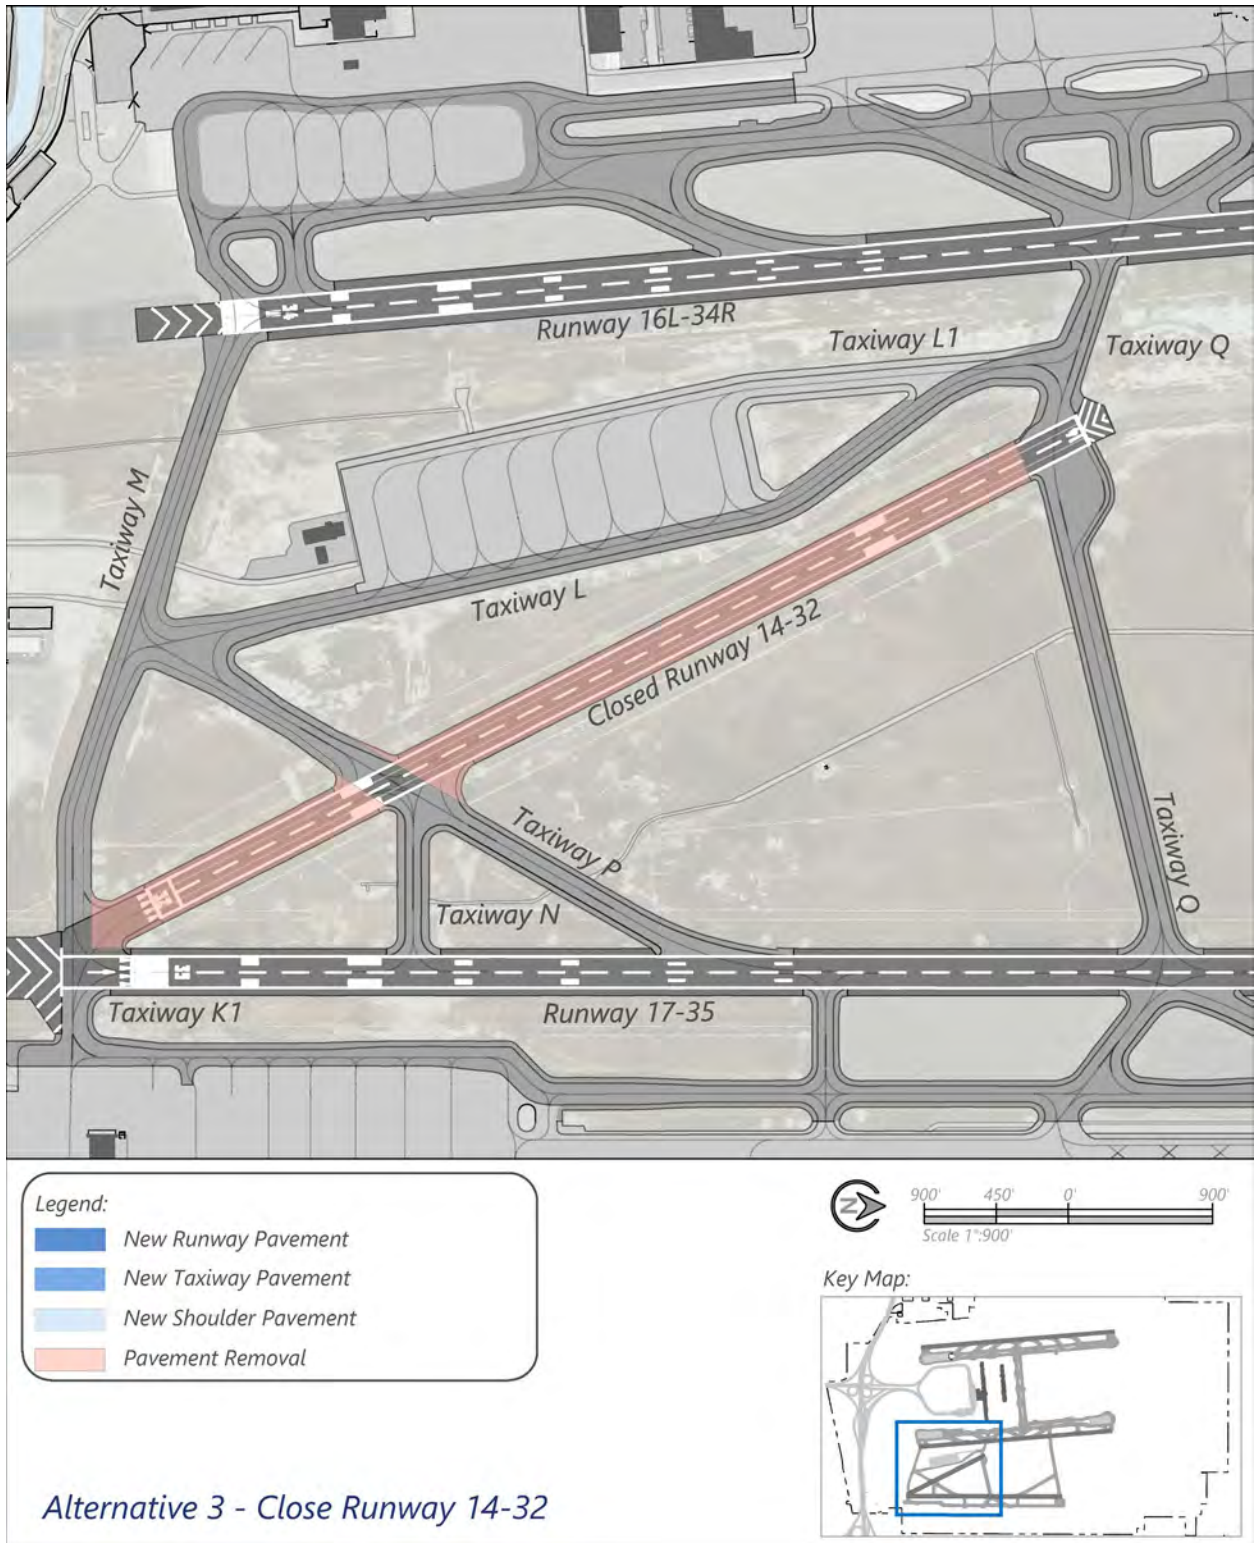 Runway 16L-34R
Taxiway L1
Taxiway Q
Taxiway M
Taxiway L
Closed Runway 14-32
Taxiway P
Taxiway Q
Taxiway N
35
Taxiway K1
Runway 17-35
Legend:
New Runway Pavement
New Taxiway Pavement
New Shoulder Pavement
Pavement Removal
N
900' 450' 0' 900'
Scale 1":900'
Key Map:
Alternative 3 - Close Runway 14-32